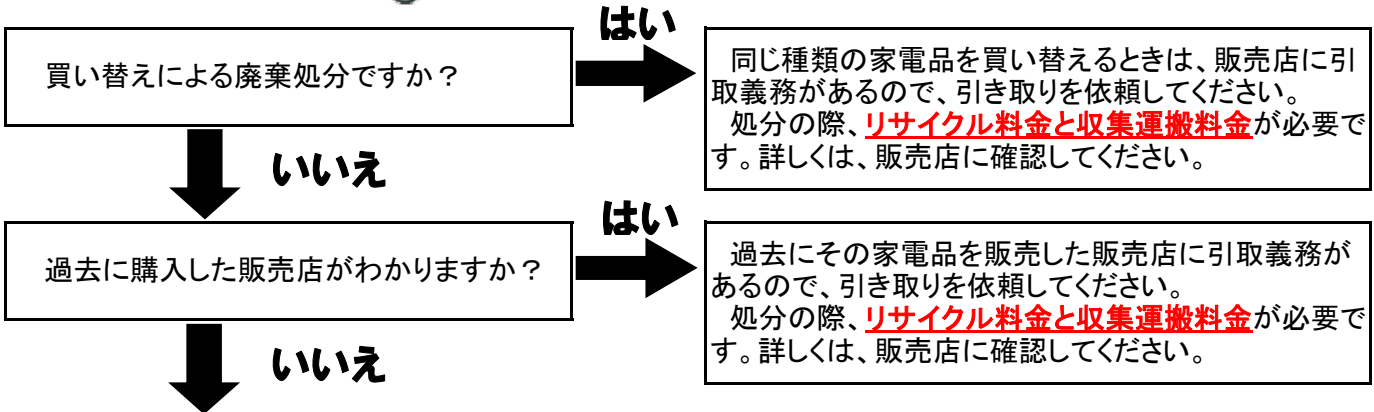 はい
買い替えによる廃棄処分ですか？
同じ種類の家電品を買い替えるときは、販売店に引
取義務があるので、引き取りを依頼してください。
処分の際、リサイクル料金と収集運搬料金が必要で
す。詳しくは、販売店に確認してください。
いいえ
はい
過去に購入した販売店がわかりますか？
過去にその家電品を販売した販売店に引取義務が
あるので、引き取りを依頼してください。
処分の際、リサイクル料金と収集運搬料金が必要で
す。詳しくは、販売店に確認してください。
いいえ